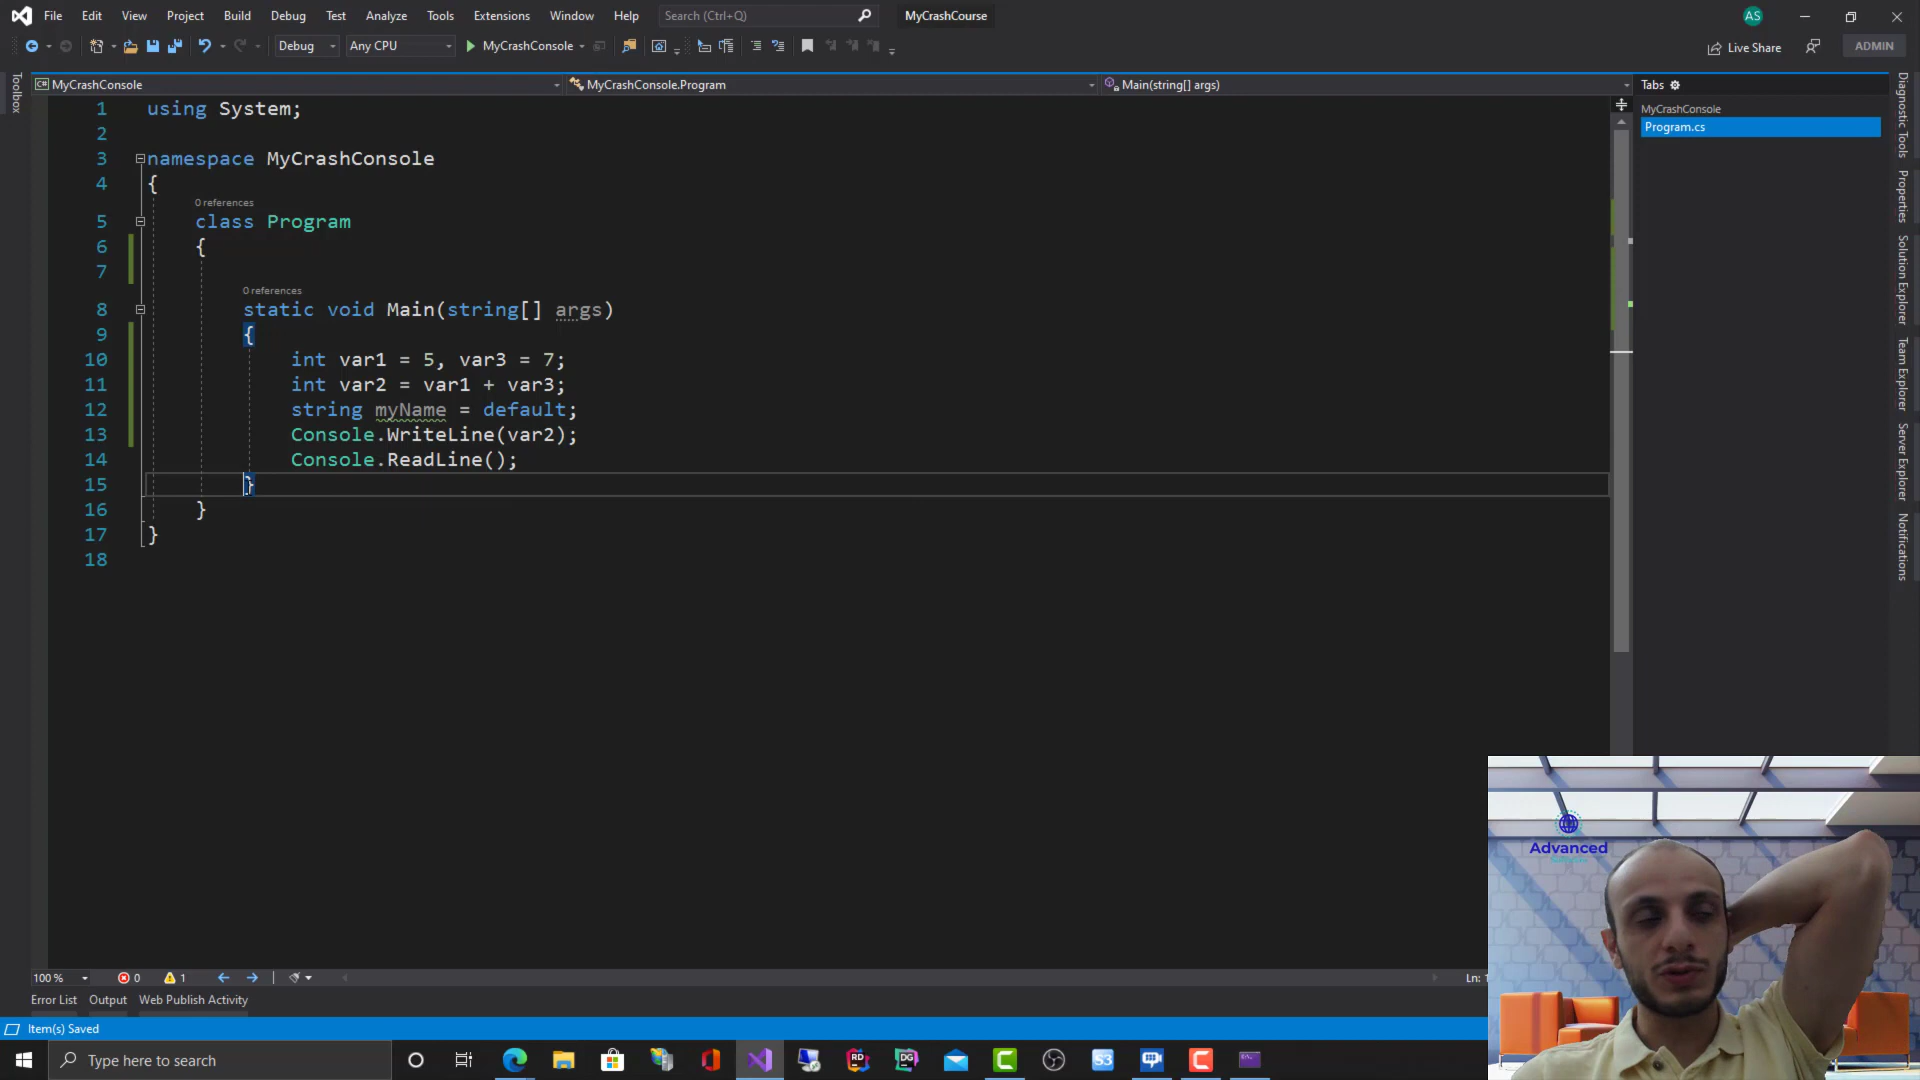 File Edit View Project Build Debug Test Analyze Tools Extensions Window Help Search (Ctrl+Q) MyCrashCourse AS
Debug Any CPU MyCrashConsole Live Share ADMIN
Toolbox
C# MyCrashConsole MyCrashConsole.Program Main(string[] args)
Tabs
MyCrashConsole
Program.cs
1 using System;
2
3 namespace MyCrashConsole
4 {
0 references
5 class Program
6 {
7
0 references
8 static void Main(string[] args)
9 {
10 int var1 = 5, var3 = 7;
11 int var2 = var1 + var3;
12 string myName = default;
13 Console.WriteLine(var2);
14 Console.ReadLine();
15 }
16 }
17 }
18
Diagnostic Tools
Properties
Solution Explorer
Team Explorer
Server Explorer
Notifications
Advanced
100 % 0 1 Ln: 1
Error List Output Web Publish Activity
Item(s) Saved
Type here to search RD DG S3